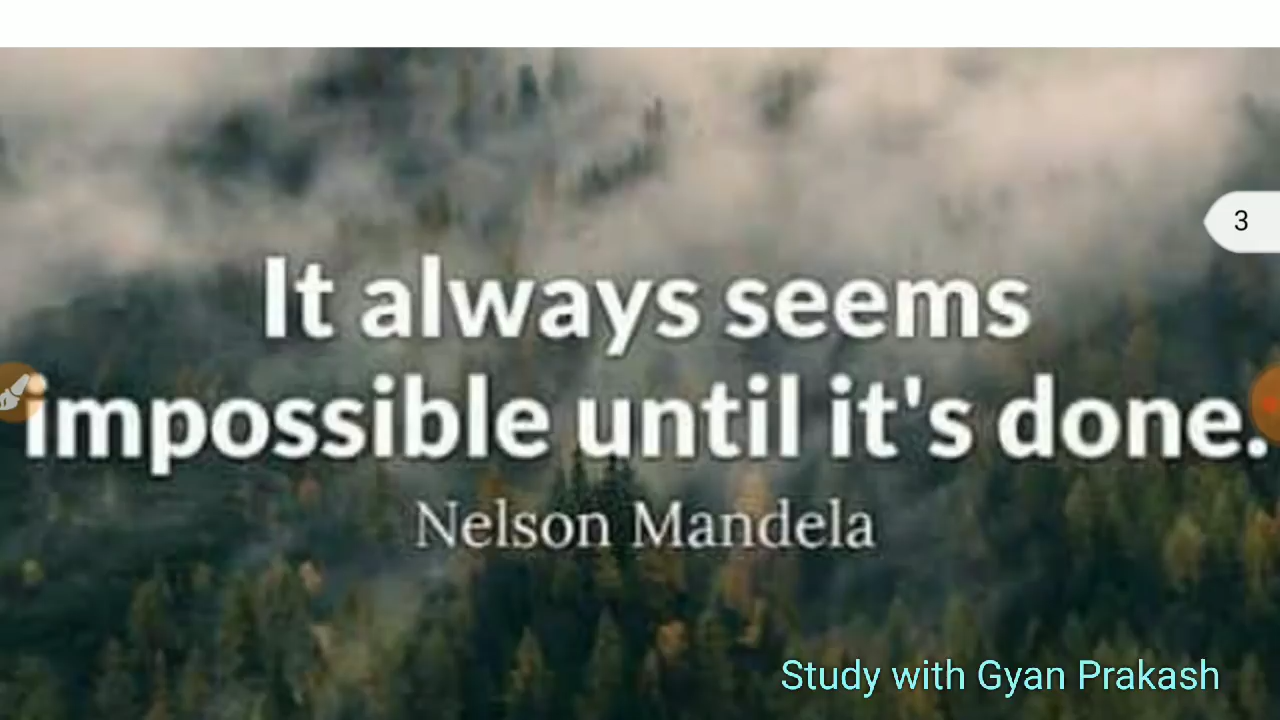 3
It always seems
impossible until it's done.
Nelson Mandela
Study with Gyan Prakash